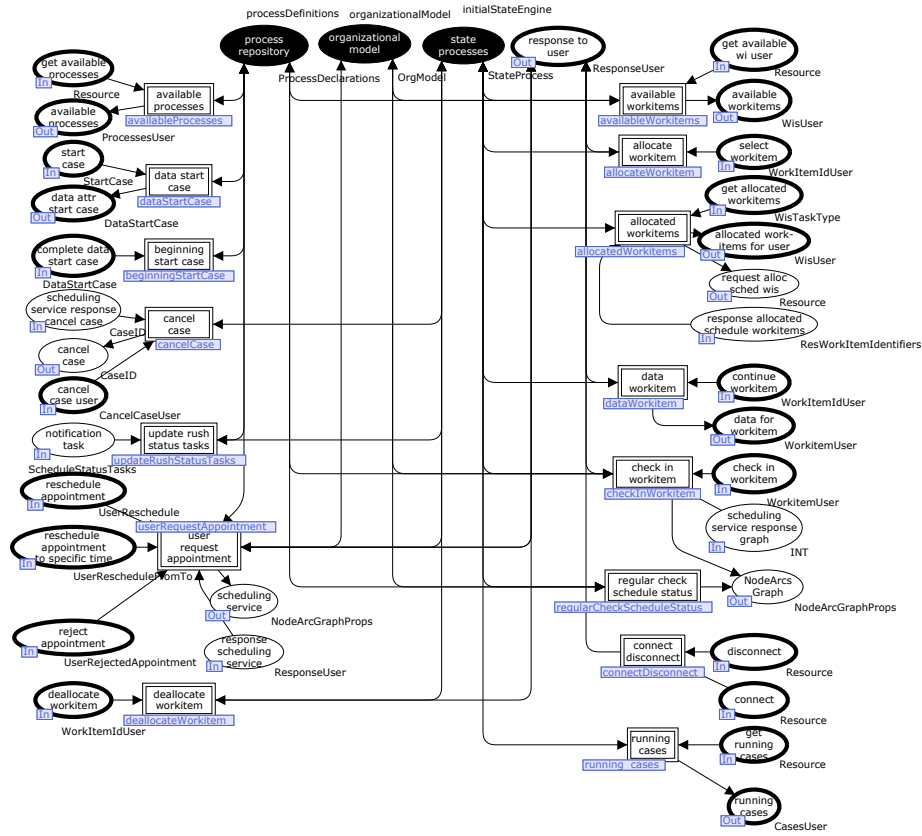 processDefinitions
organizationalModel
initialStateEngine
process
repository
organizational
model
state
processes
response to
user
Out
ProcessDeclarations
OrgModel
StateProcess
ResponseUser
get available
processes
In
Resource
available
processes
Out
ProcessesUser
available
processes
availableProcesses
start
case
In
StartCase
data attr
start case
Out
DataStartCase
data start
case
dataStartCase
complete data
start case
In
DataStartCase
beginning
start case
beginningStartCase
scheduling
service response
cancel case
In
CaseID
cancel
case
Out
CaseID
cancel
case user
In
CancelCaseUser
cancel
case
cancelCase
notification
task
In
ScheduleStatusTasks
update rush
status tasks
updateRushStatusTasks
reschedule
appointment
In
UserReschedule
userRequestAppointment
user
request
appointment
reschedule
appointment
to specific time
In
UserRescheduleFromTo
reject
appointment
In
UserRejectedAppointment
scheduling
service
Out
NodeArcGraphProps
response
scheduling
service
In
ResponseUser
deallocate
workitem
In
WorkItemIdUser
deallocate
workitem
deallocateWorkitem
get available
wi user
In
Resource
available
workitems
availableWorkitems
available
workitems
Out
WisUser
allocate
workitem
allocateWorkitem
select
workitem
In
WorkItemIdUser
get allocated
workitems
In
WisTaskType
allocated
workitems
allocatedWorkitems
allocated work-
items for user
Out
WisUser
request alloc
sched wis
Out
Resource
response allocated
schedule workitems
In
ResWorkItemIdentifiers
data
workitem
dataWorkitem
continue
workitem
In
WorkItemIdUser
data for
workitem
Out
WorkitemUser
check in
workitem
checkInWorkitem
check in
workitem
In
WorkitemUser
scheduling
service response
graph
In
INT
regular check
schedule status
regularCheckScheduleStatus
NodeArcs
Graph
Out
NodeArcGraphProps
connect
disconnect
connectDisconnect
disconnect
In
Resource
connect
In
Resource
running
cases
running cases
get
running
cases
In
Resource
running
cases
Out
CasesUser